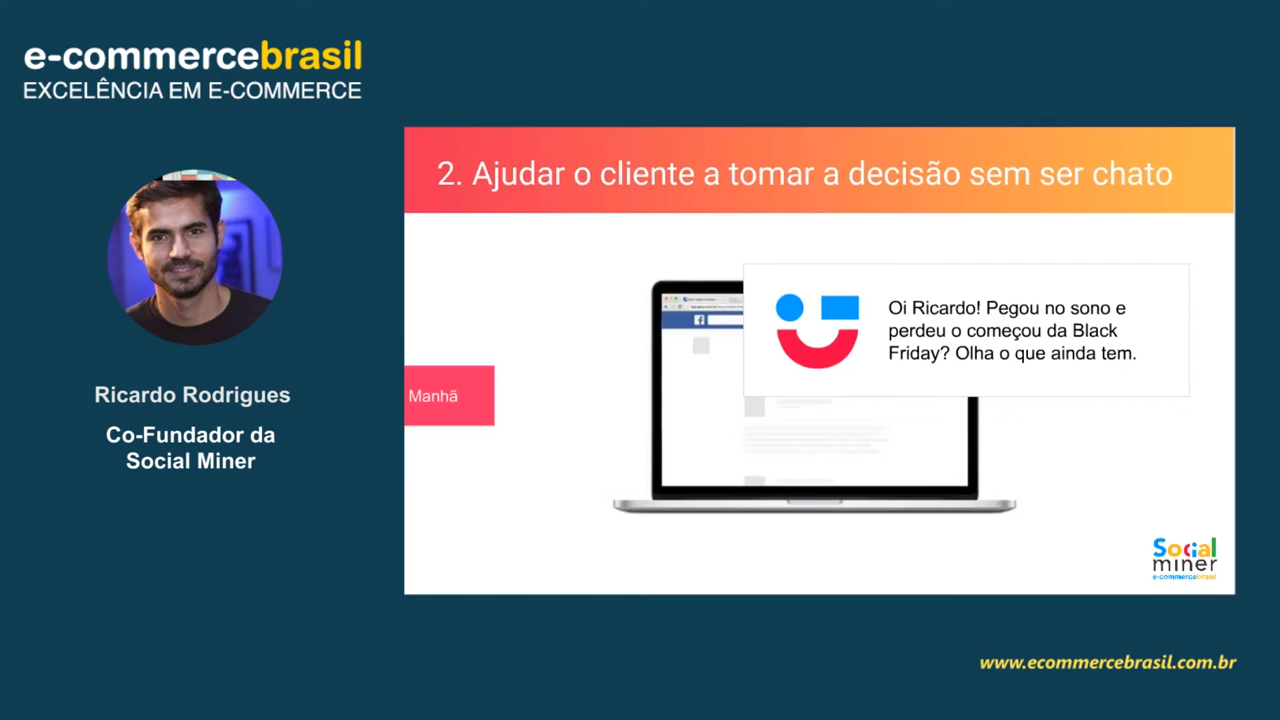 e-commercebrasil
EXCELÊNCIA EM E-COMMERCE
2. Ajudar o cliente a tomar a decisão sem ser chato
Oi Ricardo! Pegou no sono e
perdeu o começou da Black
Friday? Olha o que ainda tem.
Manhã
Ricardo Rodrigues
Co-Fundador da
Social Miner
Social
miner
e-commercebrasil
www.ecommercebrasil.com.br